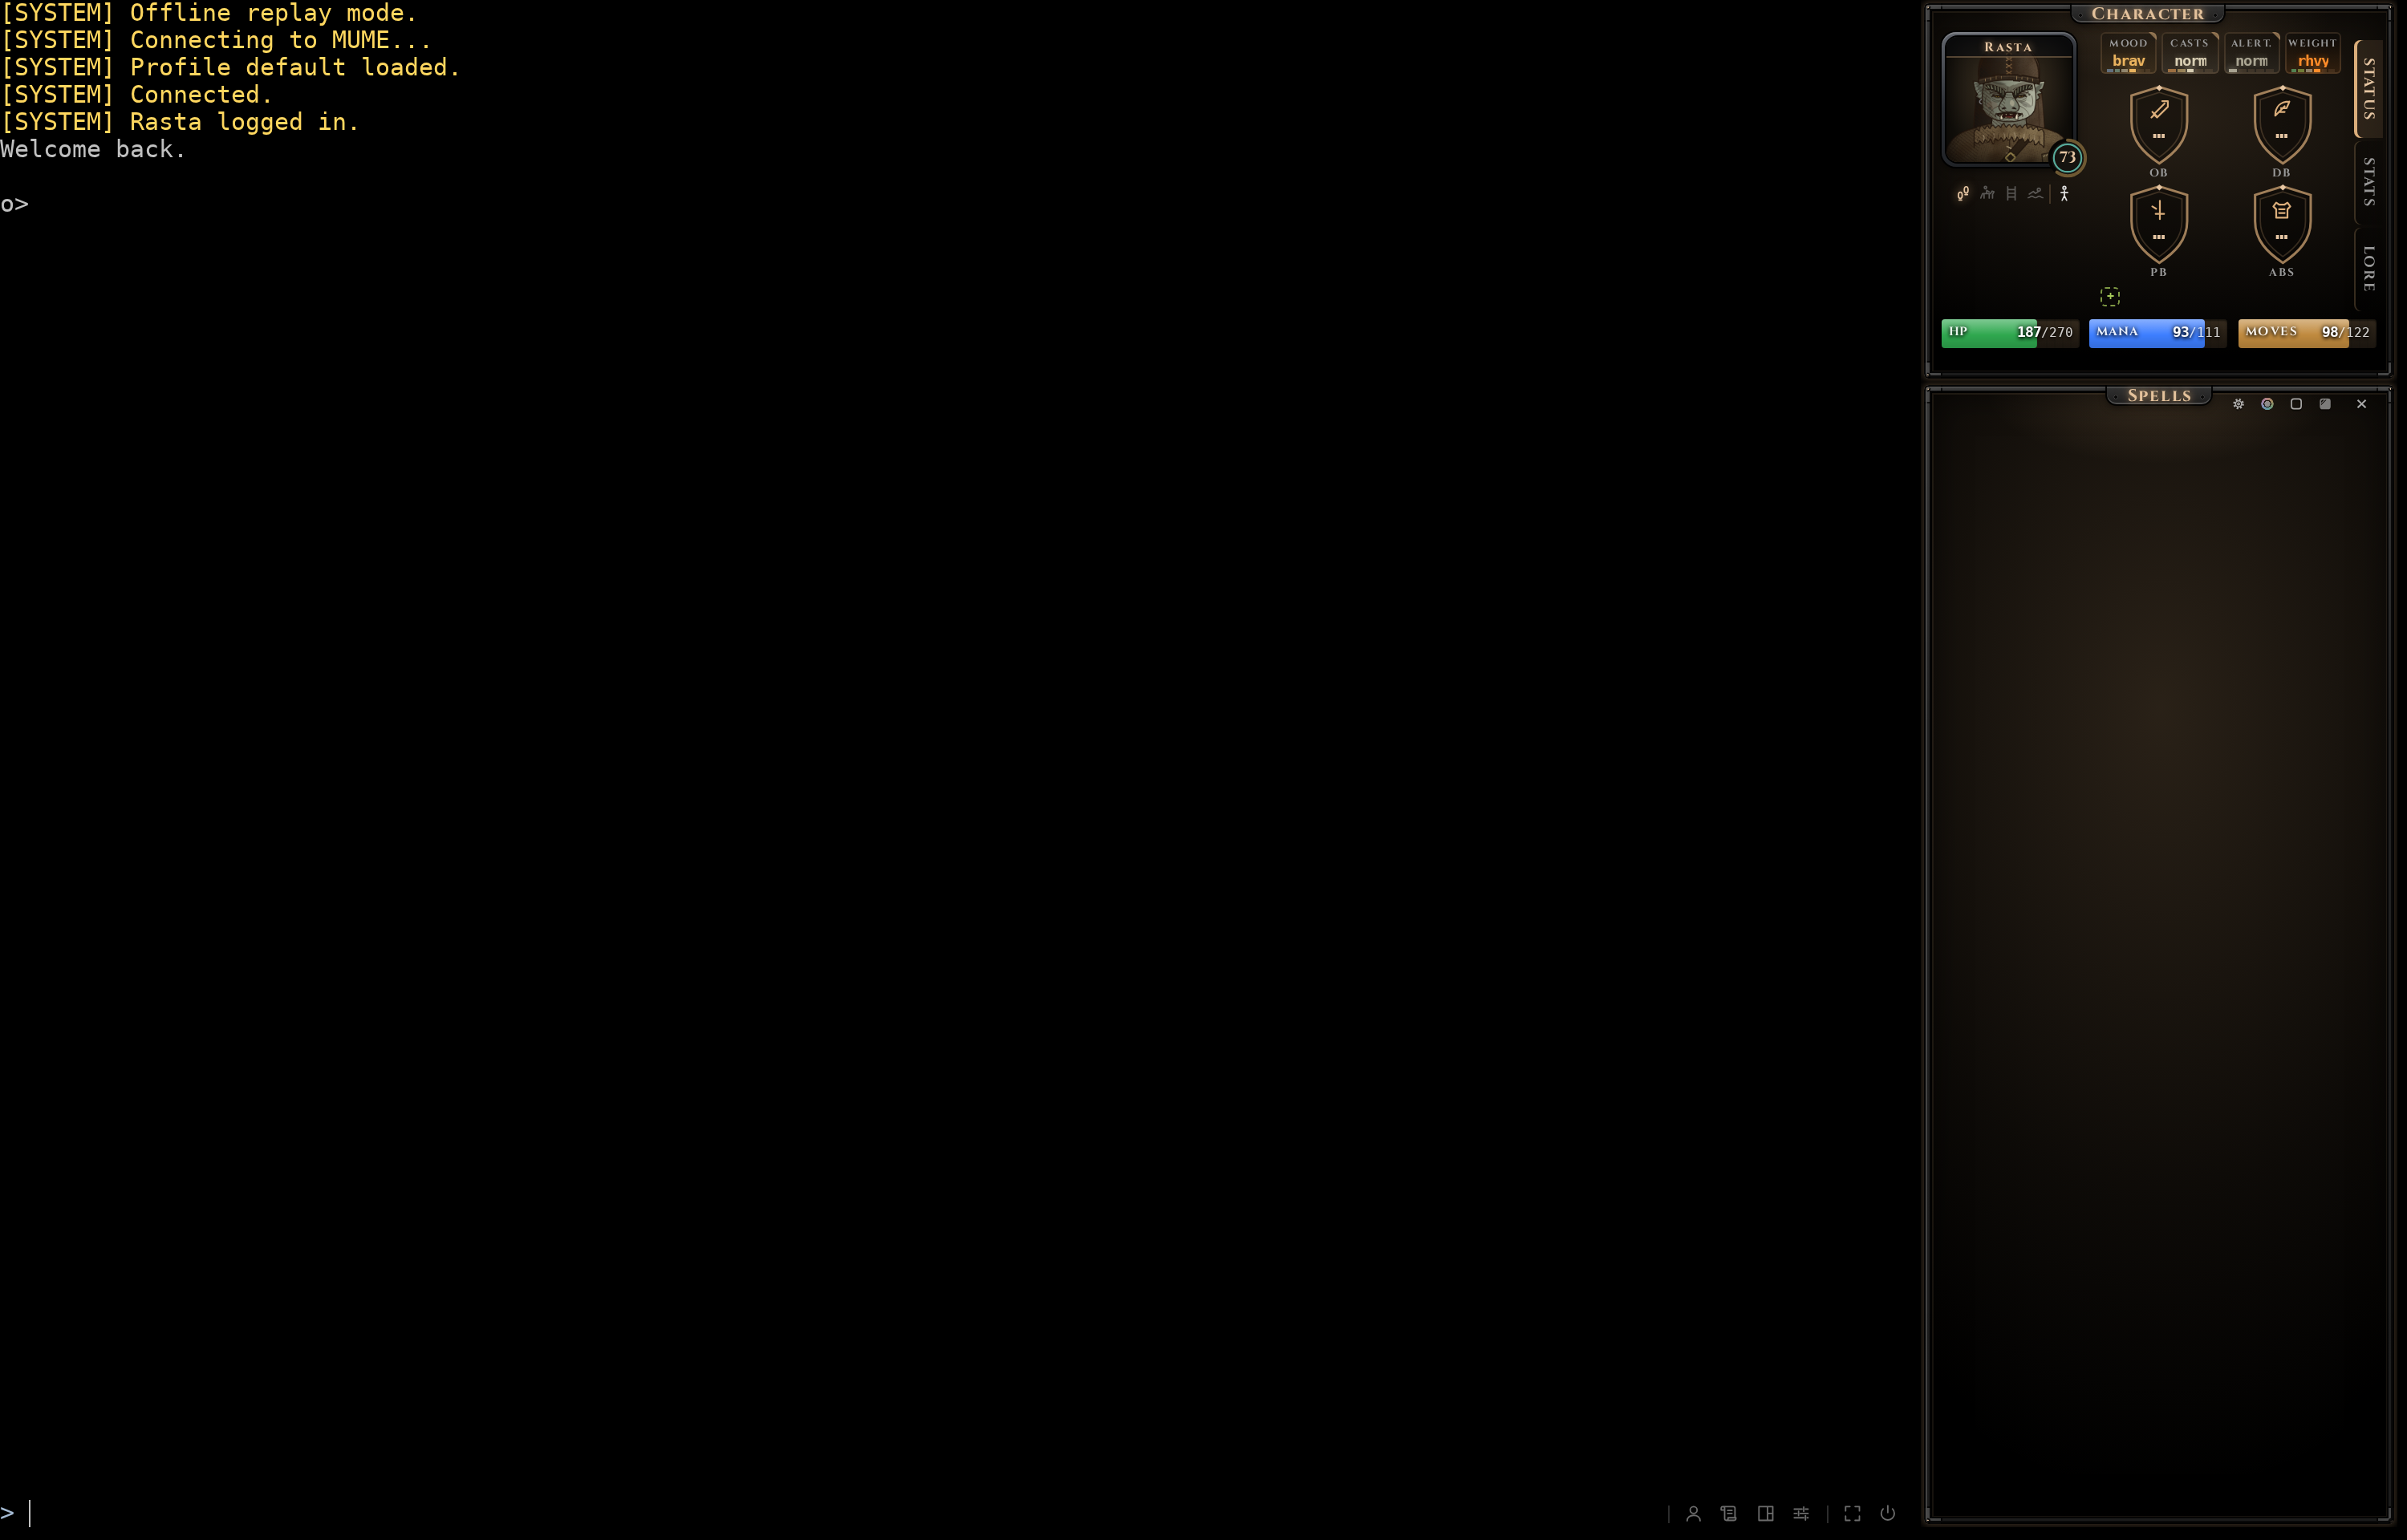 [SYSTEM] Offline replay mode.
[SYSTEM] Connecting to MUME...
[SYSTEM] Profile default loaded.
[SYSTEM] Connected.
[SYSTEM] Rasta logged in.
Welcome back.
o>
>
CHARACTER
RASTA
73
MOOD
brav
CASTS
norm
ALERT.
norm
WEIGHT
rhvy
OB
DB
PB
ABS
STATUS
STATS
LORE
HP 187/270
MANA 93/111
MOVES 98/122
SPELLS